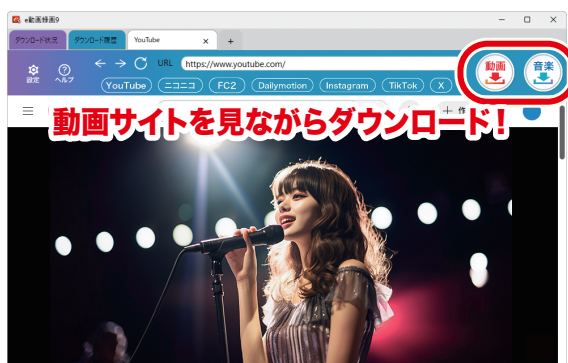 e動画録画9
ダウンロード状況 ダウンロード履歴 YouTube × +
URL https://www.youtube.com/
動画 音楽
設定 ヘルプ
YouTube ニコニコ FC2 Dailymotion Instagram TikTok X
作
動画サイトを見ながらダウンロード!